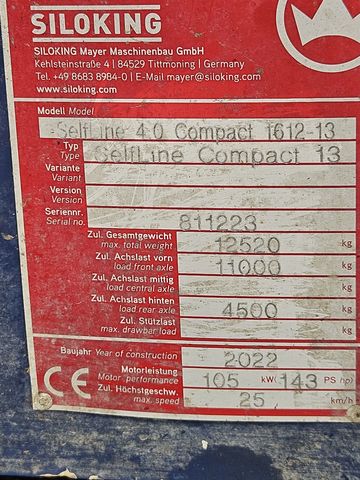 SILOKING
SILOKING Mayer Maschinenbau GmbH
Kehlsteinstraße 4 | 84529 Tittmoning | Germany
Tel. +49 8683 8984-0 | E-Mail mayer@siloking.com
www.siloking.com
Modell Model SelfLine 4.0 Compact 1612-13
Typ Type SelfLine Compact 13
Variante Variant
Version Version
Seriennr. Serial no. 811223
Zul. Gesamtgewicht max. total weight 12520 kg
Zul. Achslast vorn load front axle 11000 kg
Zul. Achslast mittig load central axle kg
Zul. Achslast hinten load rear axle 4500 kg
Zul. Stützlast max. drawbar load kg
Baujahr Year of construction 2022
Motorleistung Motor performance 105 kW( 143 PS hp)
CE
Zul. Höchstgeschw. max. speed 25 km/h